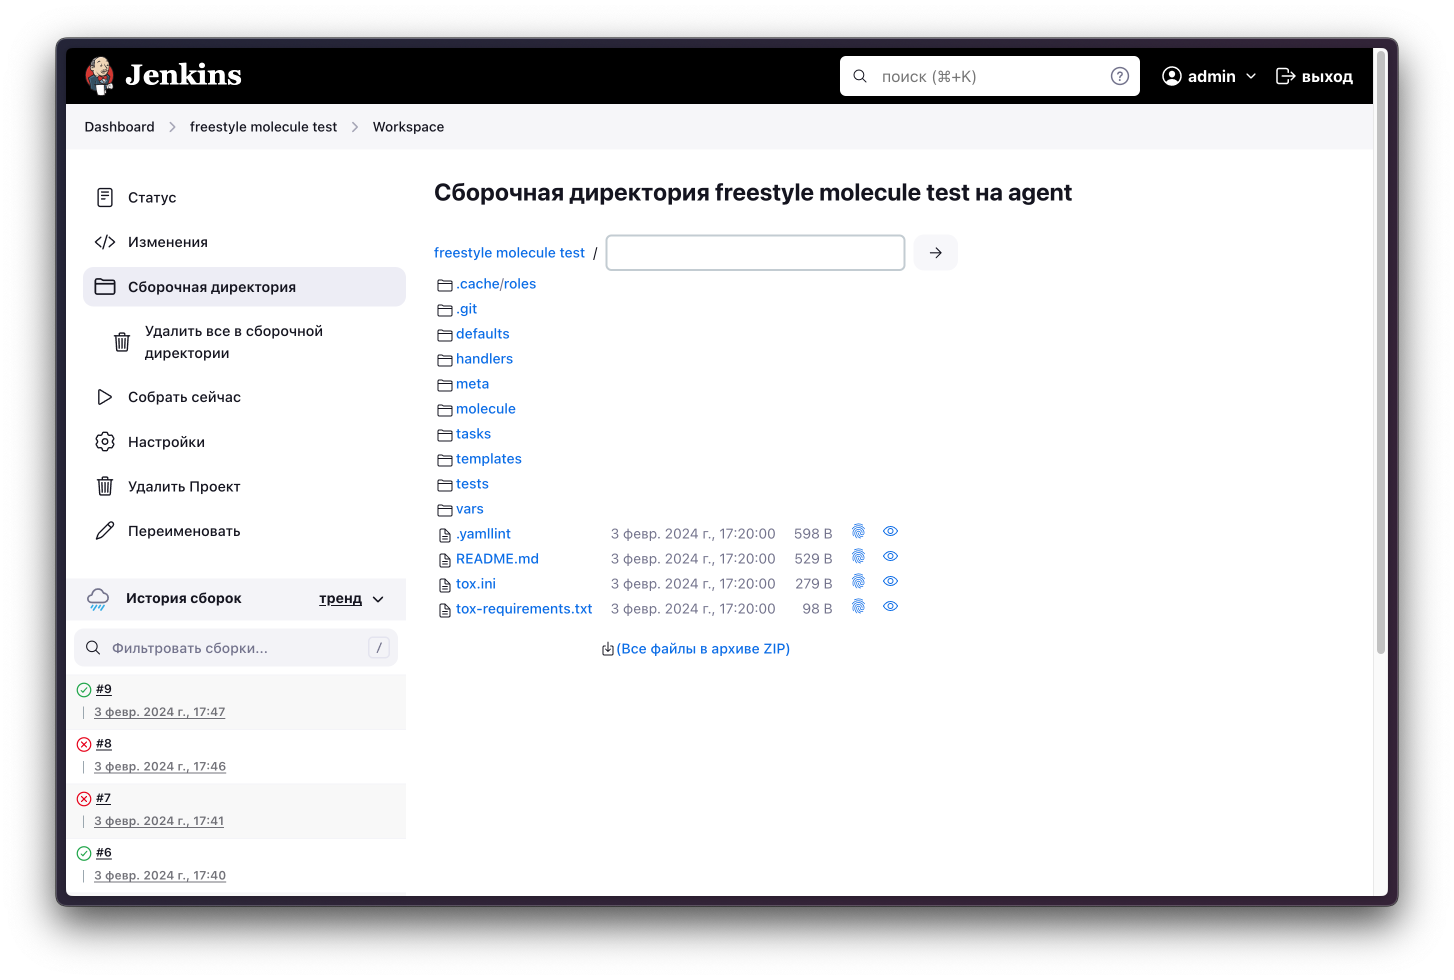 Jenkins
поиск (⌘+K)
?
admin
выход
Dashboard
freestyle molecule test
Workspace
Статус
Изменения
Сборочная директория
Удалить все в сборочной
директории
Собрать сейчас
Настройки
Удалить Проект
Переименовать
История сборок
тренд
Фильтровать сборки...
/
#9
3 февр. 2024 г., 17:47
#8
3 февр. 2024 г., 17:46
#7
3 февр. 2024 г., 17:41
#6
3 февр. 2024 г., 17:40
Сборочная директория freestyle molecule test на agent
freestyle molecule test /
.cache/roles
.git
defaults
handlers
meta
molecule
tasks
templates
tests
vars
.yamllint 3 февр. 2024 г., 17:20:00 598 B
README.md 3 февр. 2024 г., 17:20:00 529 B
tox.ini 3 февр. 2024 г., 17:20:00 279 B
tox-requirements.txt 3 февр. 2024 г., 17:20:00 98 B
(Все файлы в архиве ZIP)